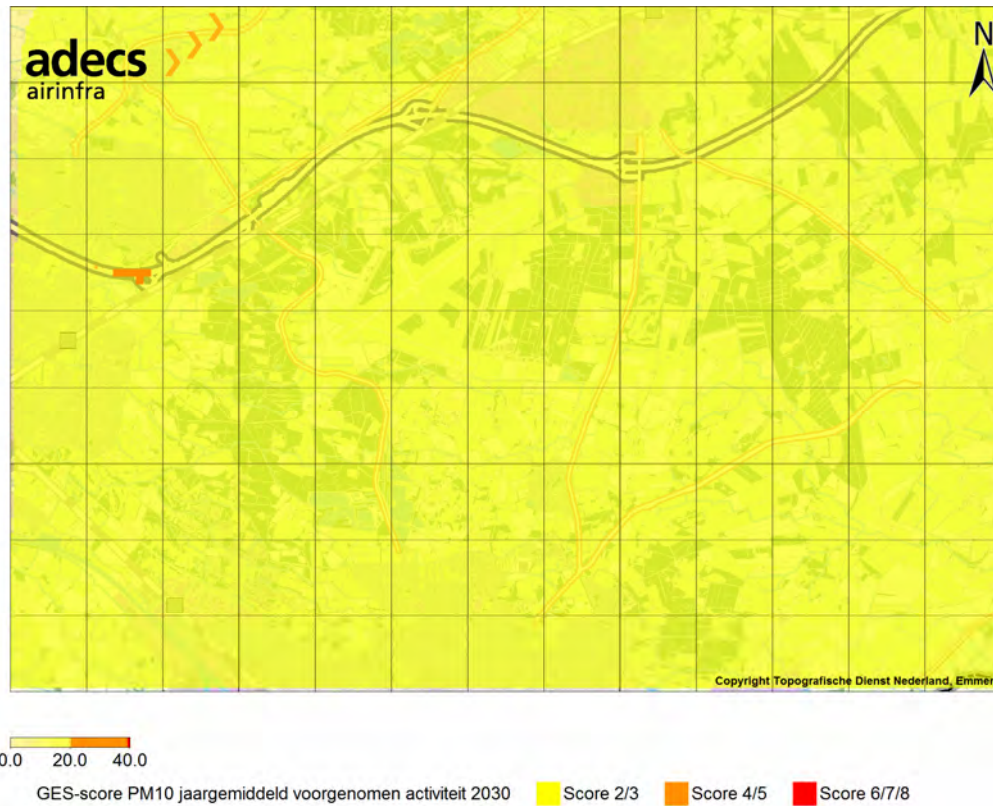 adecs
airinfra
N
Copyright Topografische Dienst Nederland, Emmen
0.0 20.0 40.0
GES-score PM10 jaargemiddeld voorgenomen activiteit 2030 Score 2/3 Score 4/5 Score 6/7/8